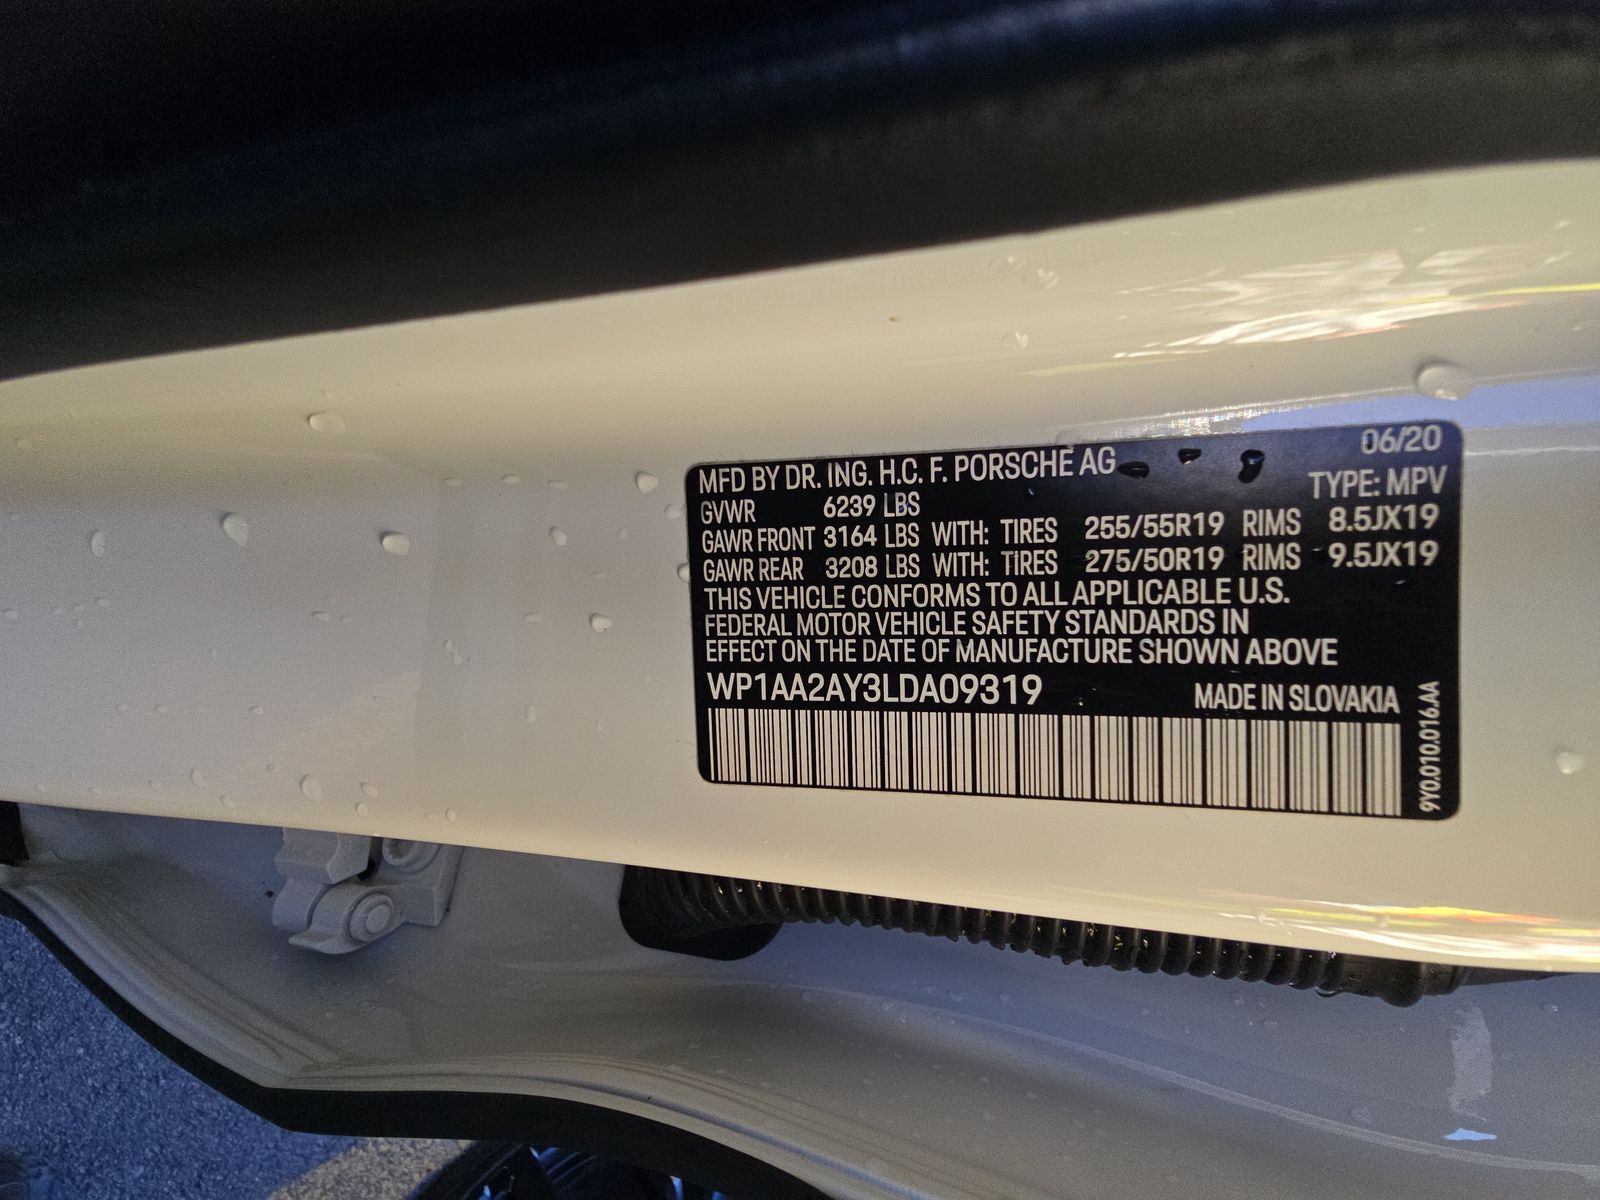 MFD BY DR. ING. H.C. F. PORSCHE AG 06/20
GVWR 6239 LBS TYPE: MPV
GAWR FRONT 3164 LBS WITH: TIRES 255/55R19 RIMS 8.5JX19
GAWR REAR 3208 LBS WITH: TIRES 275/50R19 RIMS 9.5JX19
THIS VEHICLE CONFORMS TO ALL APPLICABLE U.S.
FEDERAL MOTOR VEHICLE SAFETY STANDARDS IN
EFFECT ON THE DATE OF MANUFACTURE SHOWN ABOVE
WP1AA2AY3LDA09319 MADE IN SLOVAKIA
9Y0.010.016.AA